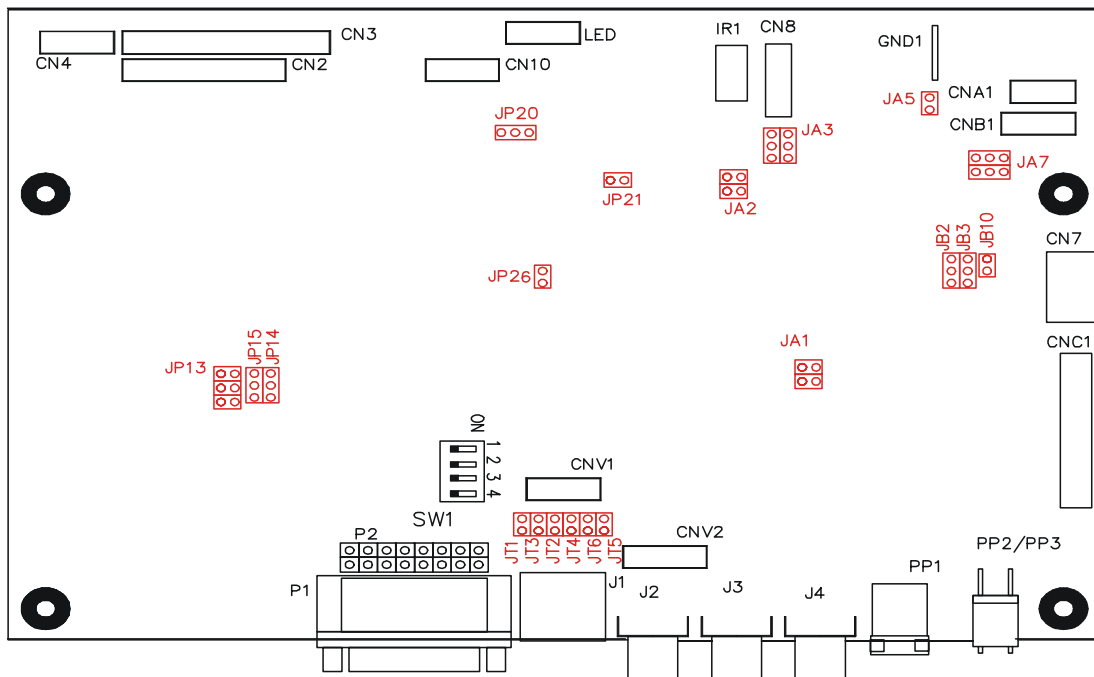 CN4
CN3
CN2
LED
CN10
IR1
CN8
GND1
CNA1
JA5
CNB1
JP20
JA3
JA7
JP21
JA2
JB2
JB3
JB10
CN7
JP26
JP13
JP15
JP14
JA1
CNC1
ON
1
2
3
4
SW1
CNV1
P2
JT1
JT3
JT2
JT4
JT6
JT5
CNV2
P1
J1
J2
J3
J4
PP1
PP2/PP3